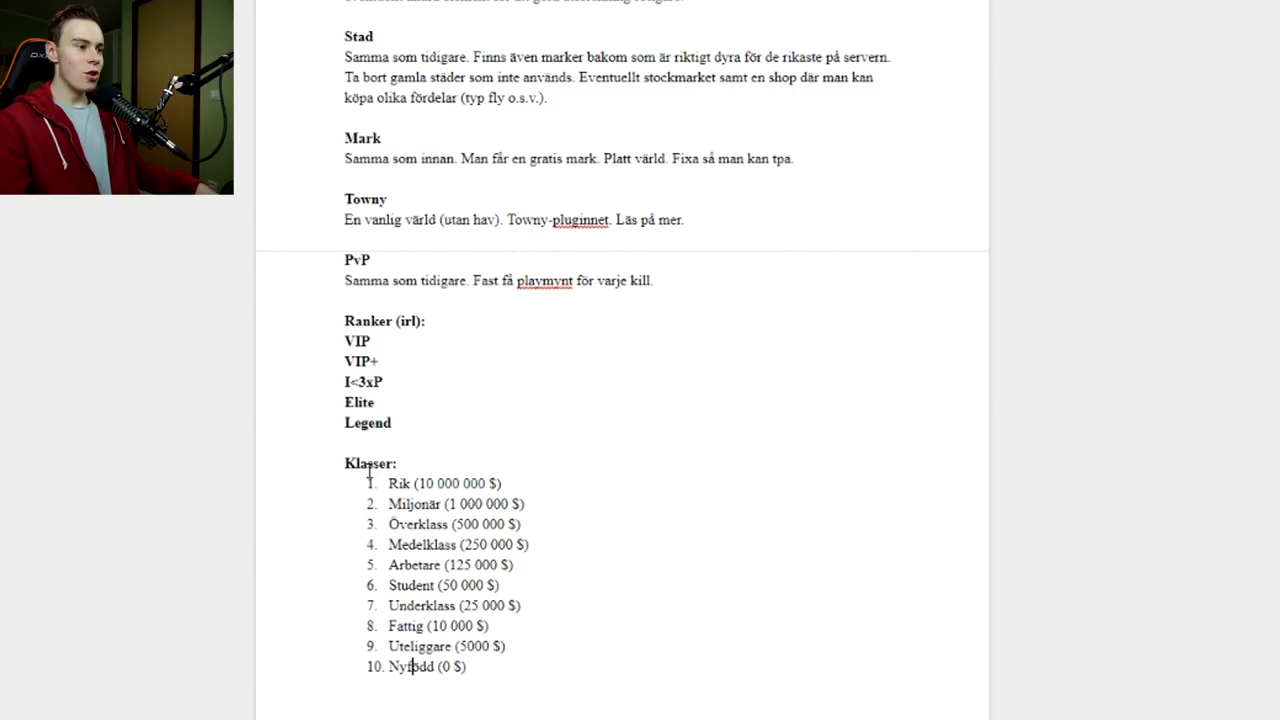 Stad
Samma som tidigare. Finns även marker bakom som är riktigt dyra för de rikaste på servern.
Ta bort gamla städer som inte används. Eventuellt stockmarket samt en shop där man kan
köpa olika fördelar (typ fly o.s.v.).
Mark
Samma som innan. Man får en gratis mark. Platt värld. Fixa så man kan tpa.
Towny
En vanlig värld (utan hav). Towny-pluginnet. Läs på mer.
PvP
Samma som tidigare. Fast få playmynt för varje kill.
Ranker (irl):
VIP
VIP+
I<3xP
Elite
Legend
Klasser:
1. Rik (10 000 000 $)
2. Miljonär (1 000 000 $)
3. Överklass (500 000 $)
4. Medelklass (250 000 $)
5. Arbetare (125 000 $)
6. Student (50 000 $)
7. Underklass (25 000 $)
8. Fattig (10 000 $)
9. Uteliggare (5000 $)
10. Nyfödd (0 $)